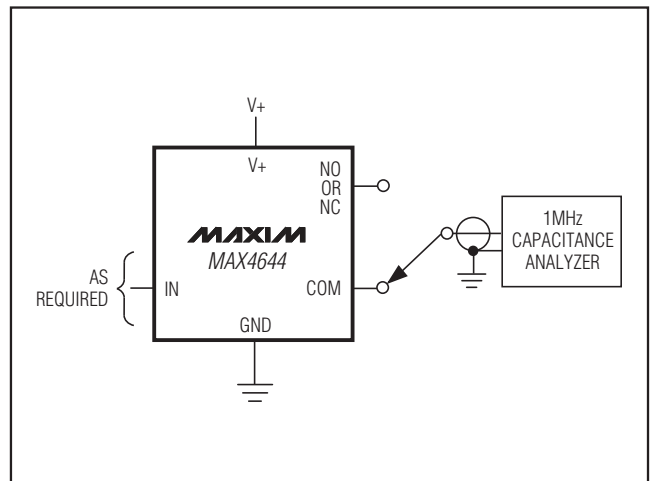 V+
V+
NO
OR
NC
MAXIM
MAX4644
AS
REQUIRED
IN
COM
GND
1MHz
CAPACITANCE
ANALYZER